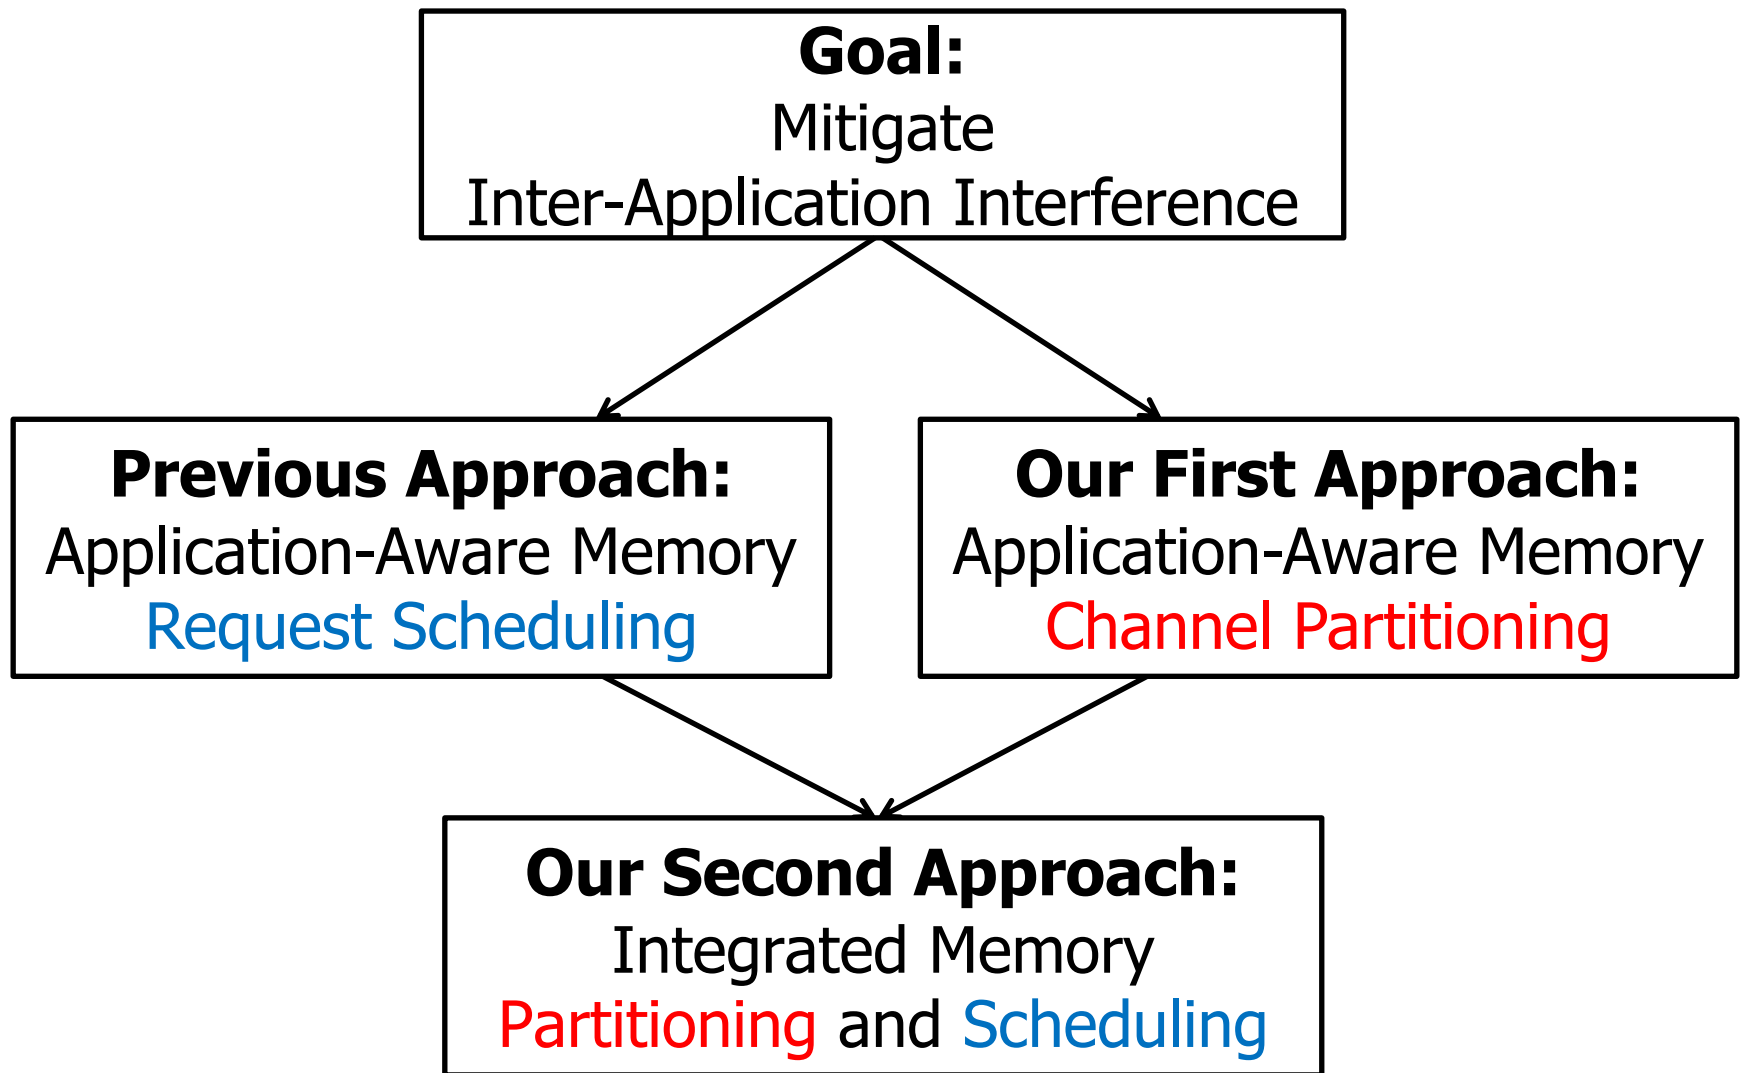 Goal:
Mitigate
Inter-Application Interference
Previous Approach:
Application-Aware Memory
Request Scheduling
Our First Approach:
Application-Aware Memory
Channel Partitioning
Our Second Approach:
Integrated Memory
Partitioning and Scheduling